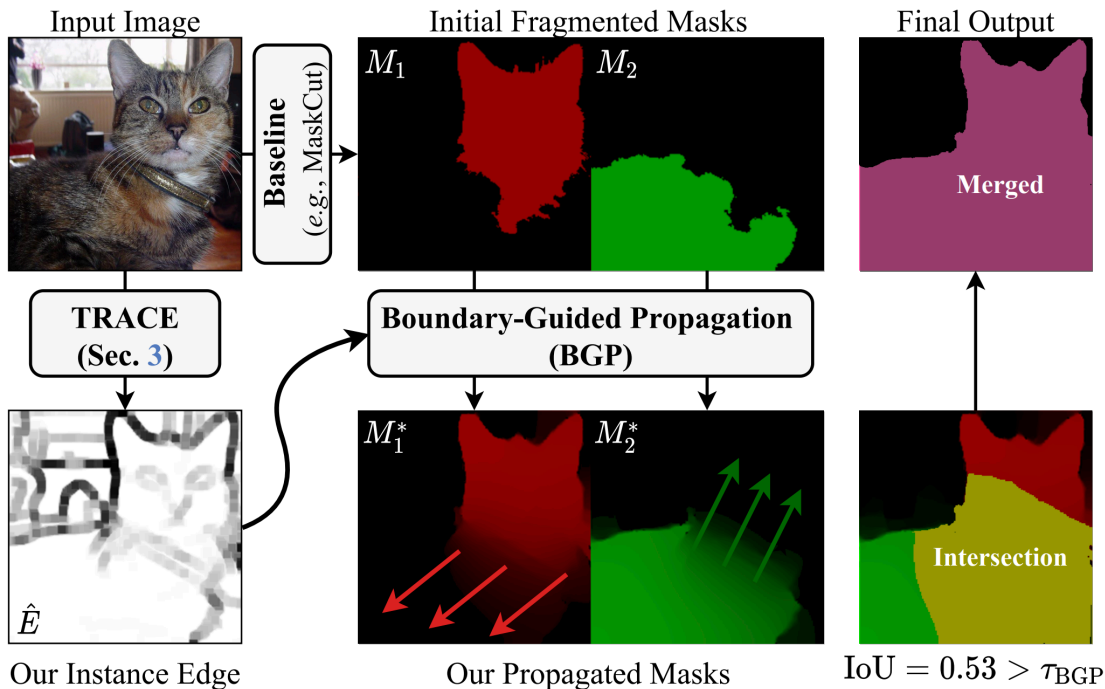 Input Image
Initial Fragmented Masks
Final Output
Baseline
(e.g., MaskCut)
M₁
M₂
Merged
TRACE
(Sec. 3)
Boundary-Guided Propagation
(BGP)
Ê
M₁*
M₂*
Intersection
Our Instance Edge
Our Propagated Masks
IoU = 0.53 > τ_BGP